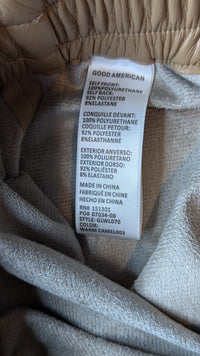 GOOD AMERICAN
SELF FRONT:
100% POLYURETHANE
SELF BACK:
92% POLYESTER
8% ELASTANE
CONQUILLE DEVANT:
100% POLYURETHANE
COQUILLE PETOUR:
92% POLYESTER
8% ELASTHANNE
EXTERIOR ANVERSO:
100% POLIURETANO
EXTERIOR DORSO:
92% POLIÉSTER
8% ELASTANO
MADE IN CHINA
FABRIQUÉ EN CHINE
HECHO EN CHINA
RN# 151301
PO# 07034-00
STYLE: GLWL070
COLOR:
WARM CAMEL003